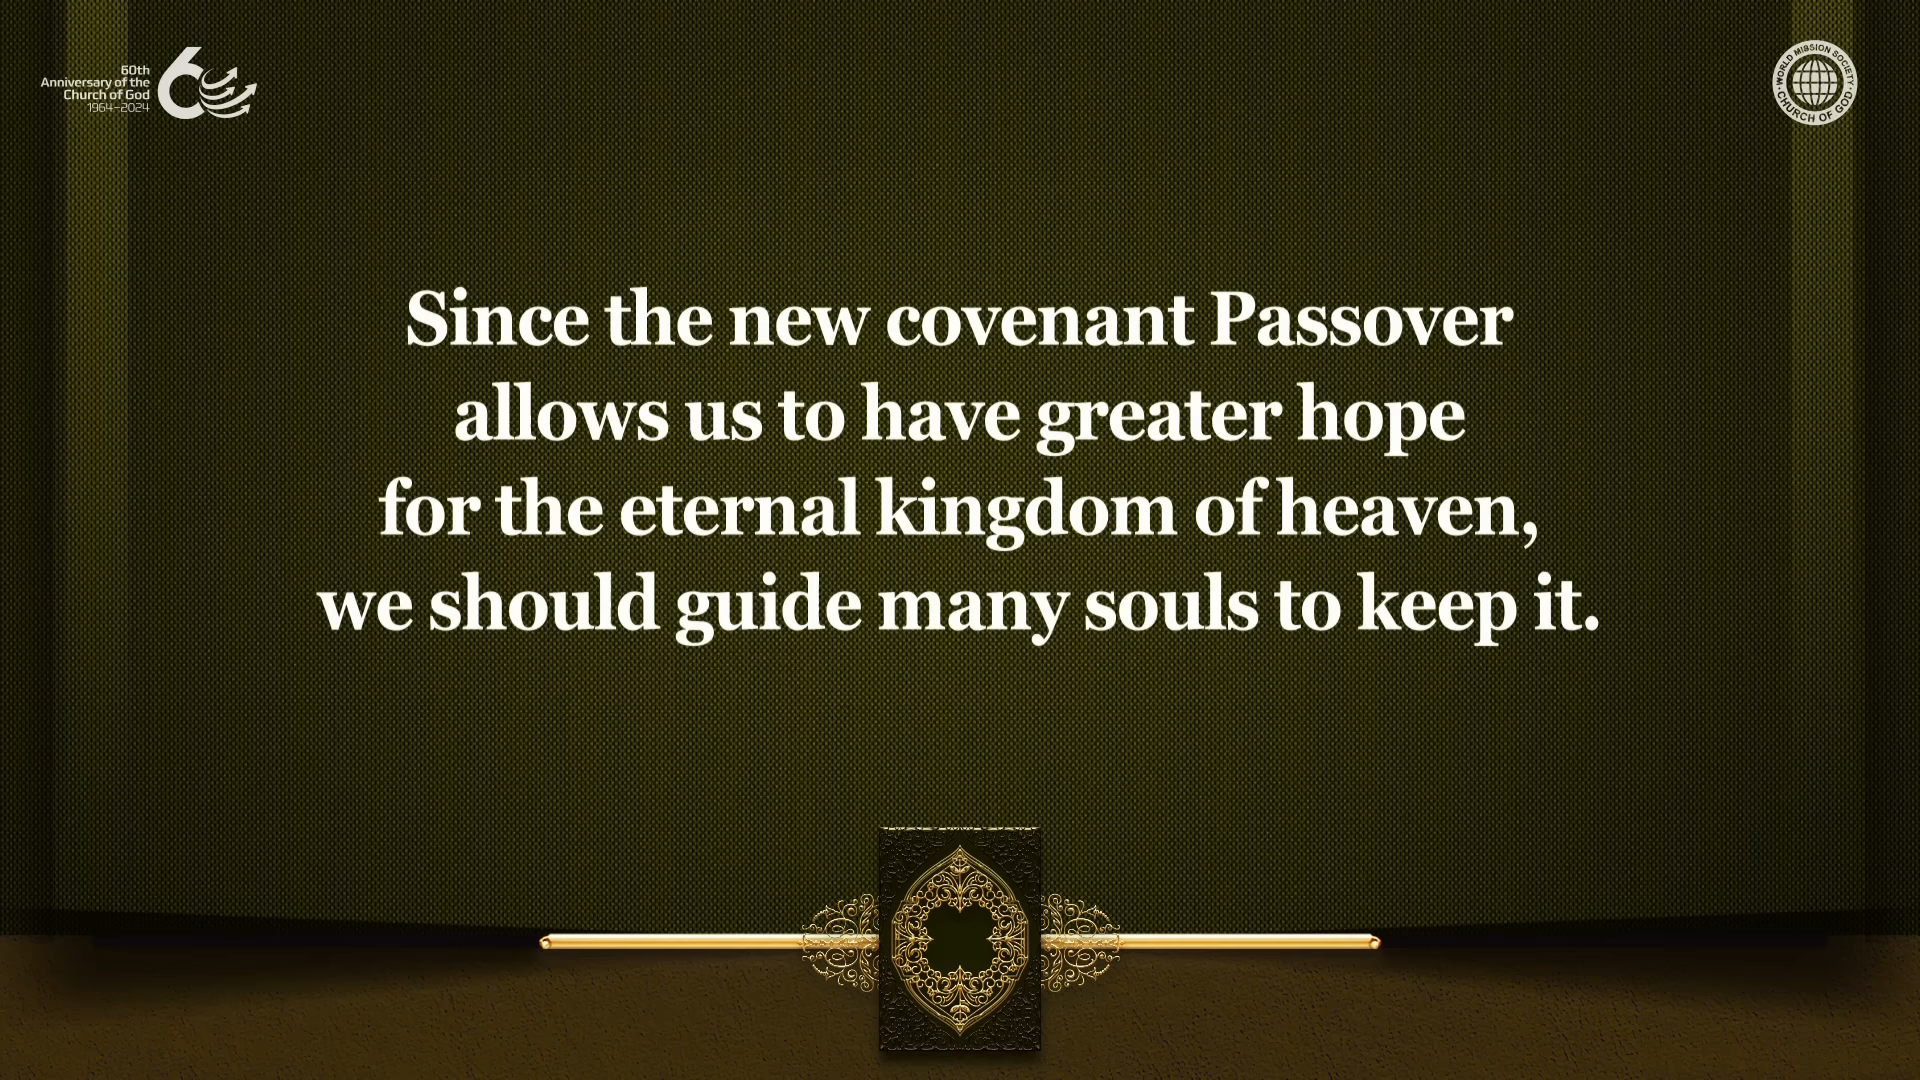 60th
Anniversary of the
Church of God
1964–2024
WORLD MISSION SOCIETY
CHURCH OF GOD
Since the new covenant Passover
allows us to have greater hope
for the eternal kingdom of heaven,
we should guide many souls to keep it.